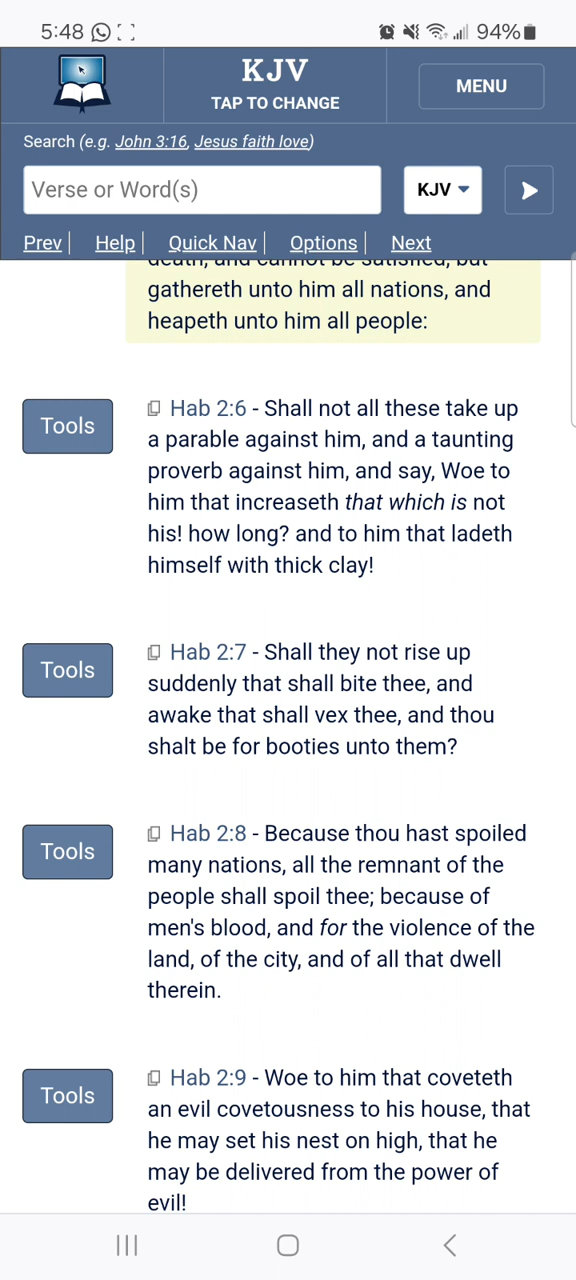 5:48 94%
KJV
TAP TO CHANGE
MENU
Search (e.g. John 3:16, Jesus faith love)
Verse or Word(s)
KJV
Prev | Help | Quick Nav | Options | Next
death, and cannot be satisfied, but
gathereth unto him all nations, and
heapeth unto him all people:
Tools
Hab 2:6 - Shall not all these take up
a parable against him, and a taunting
proverb against him, and say, Woe to
him that increaseth that which is not
his! how long? and to him that ladeth
himself with thick clay!
Tools
Hab 2:7 - Shall they not rise up
suddenly that shall bite thee, and
awake that shall vex thee, and thou
shalt be for booties unto them?
Tools
Hab 2:8 - Because thou hast spoiled
many nations, all the remnant of the
people shall spoil thee; because of
men's blood, and for the violence of the
land, of the city, and of all that dwell
therein.
Tools
Hab 2:9 - Woe to him that coveteth
an evil covetousness to his house, that
he may set his nest on high, that he
may be delivered from the power of
evil!